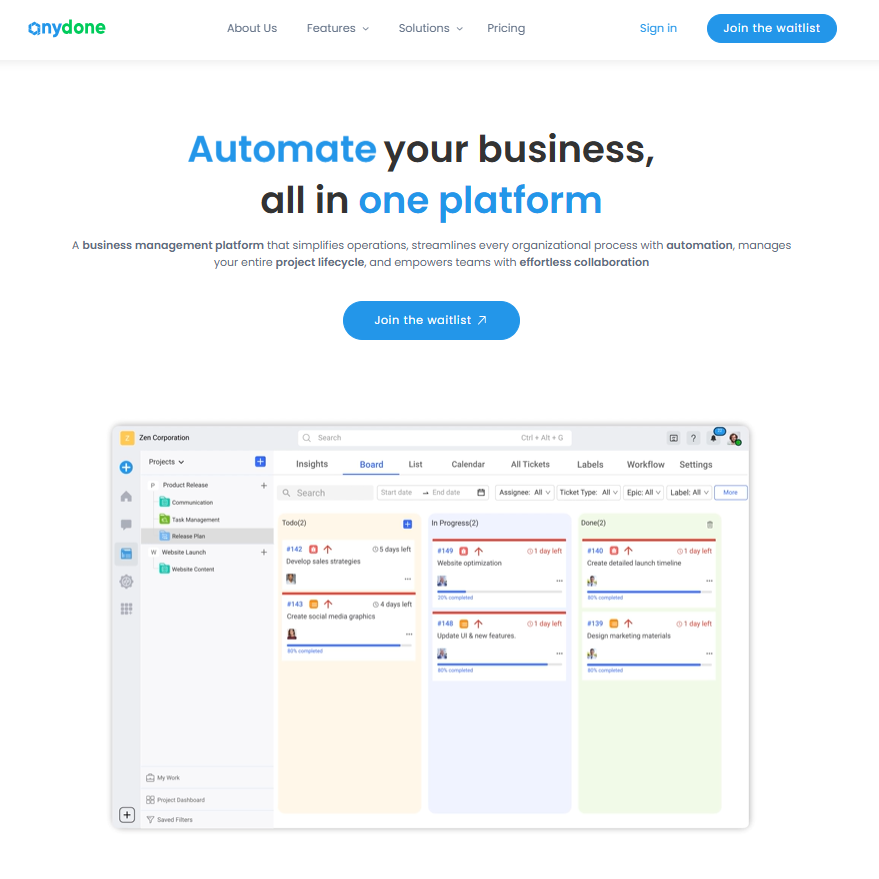 anydone
About Us Features Solutions Pricing Sign in Join the waitlist
Automate your business,
all in one platform
A business management platform that simplifies operations, streamlines every organizational process with automation, manages
your entire project lifecycle, and empowers teams with effortless collaboration
Join the waitlist
Z Zen Corporation Search Ctrl + Alt + G ?
Projects
P Product Release
Communication
Task Management
Release Plan
W Website Launch
Website Content
My Work
Project Dashboard
Saved Filters
Insights Board List Calendar All Tickets Labels Workflow Settings
Search Start date End date Assignee: All Ticket Type: All Epic: All Label: All More
Todo(2)
#142 5 days left
Develop sales strategies
#143 4 days left
Create social media graphics
80% completed
In Progress(2)
#149 1 day left
Website optimization
20% completed
#148 1 day left
Update UI & new features.
80% completed
Done(2)
#140 1 day left
Create detailed launch timeline
80% completed
#139 1 day left
Design marketing materials
80% completed